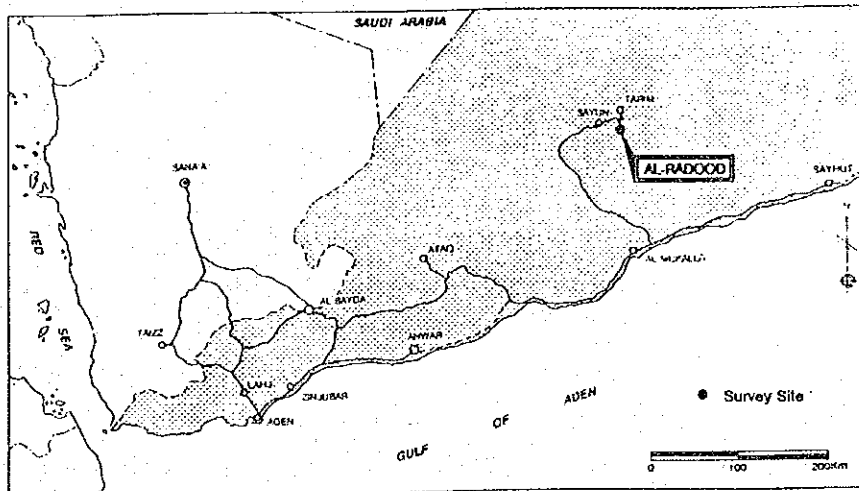 SAUDI ARABIA
TARIM
SAYUN
SANA'A
AL-RADOOD
SAYHUT
RED
SEA
ATAQ
AL MUKALLA
AL BAYDA
TAIZZ
AHWAR
LAHJ
ZINJUBAR
ADEN
Survey Site
GULF OF ADEN
0 100 200Km